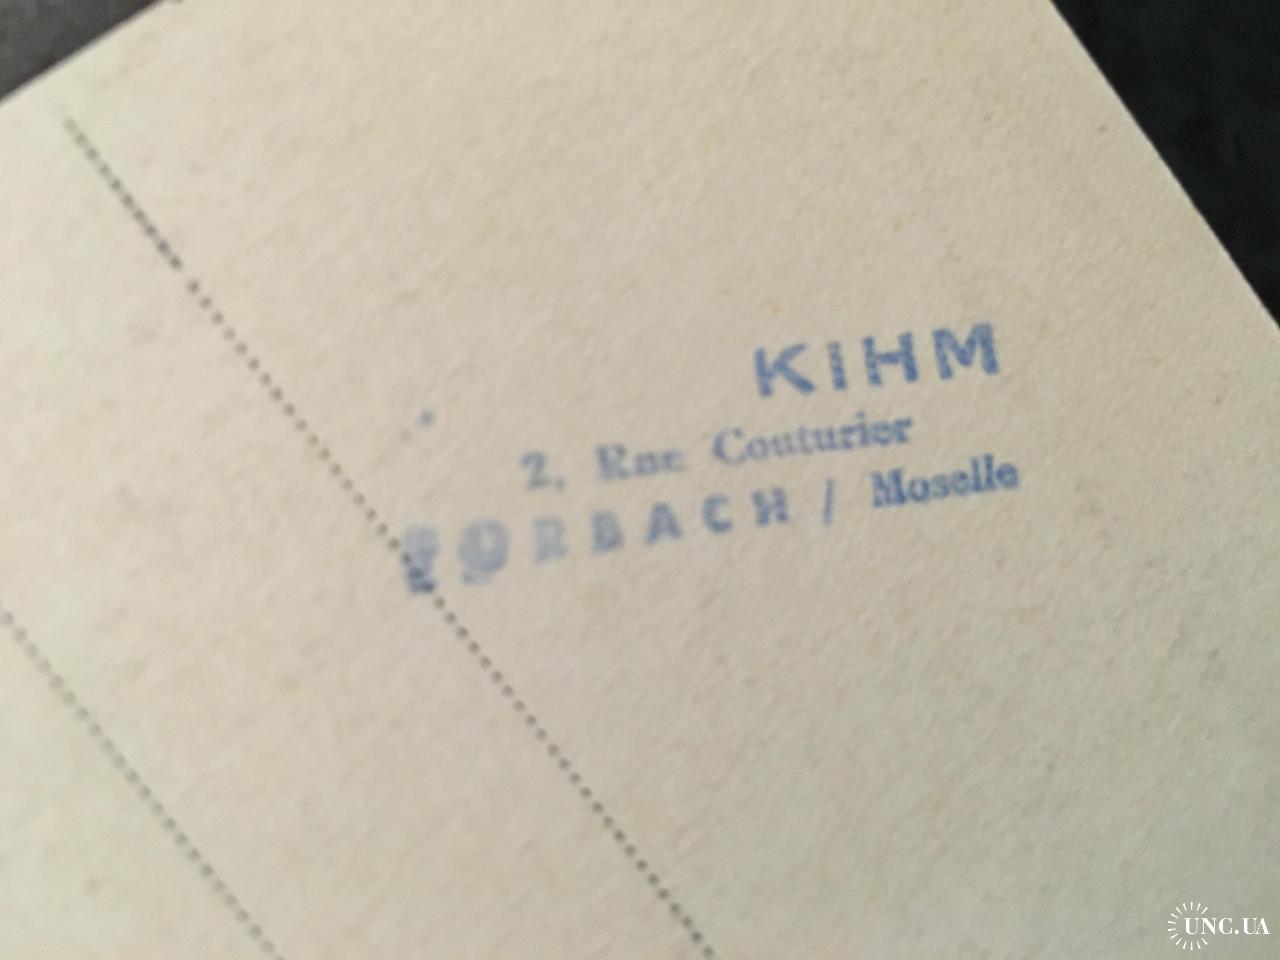 KIHM
2, Rue Couturier
FORBACH / Moselle
UNC.UA